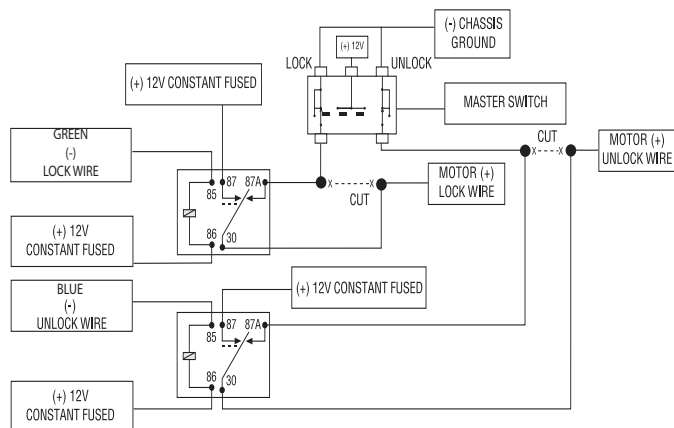 (-) CHASSIS
GROUND
(+) 12V
LOCK
UNLOCK
(+) 12V CONSTANT FUSED
MASTER SWITCH
GREEN
(-)
LOCK WIRE
CUT
MOTOR (+)
UNLOCK WIRE
87 87A
85
MOTOR (+)
LOCK WIRE
CUT
(+) 12V
CONSTANT FUSED
86
30
BLUE
(-)
UNLOCK WIRE
(+) 12V CONSTANT FUSED
87 87A
85
86
30
(+) 12V
CONSTANT FUSED